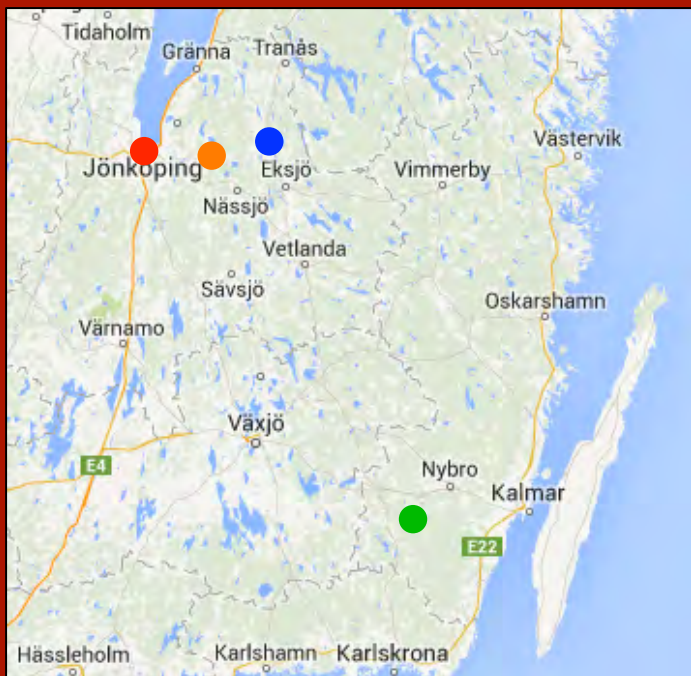 Tidaholm
Gränna
Tranås
Västervik
Jönköping
Eksjö
Vimmerby
Nässjö
Vetlanda
Sävsjö
Oskarshamn
Värnamo
Växjö
E4
Nybro
Kalmar
E22
Hässleholm
Karlshamn
Karlskrona